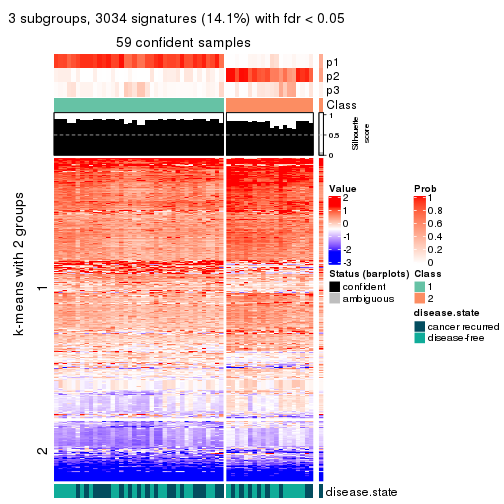 3 subgroups, 3034 signatures (14.1%) with fdr < 0.05
59 confident samples
p1
p2
p3
Class
1
0.5
0
Silhouette
score
k-means with 2 groups
1
2
disease.state
Value
2
1
0
-1
-2
-3
Status (barplots)
confident
ambiguous
Prob
1
0.8
0.6
0.4
0.2
0
Class
1
2
disease.state
cancer recurred
disease-free